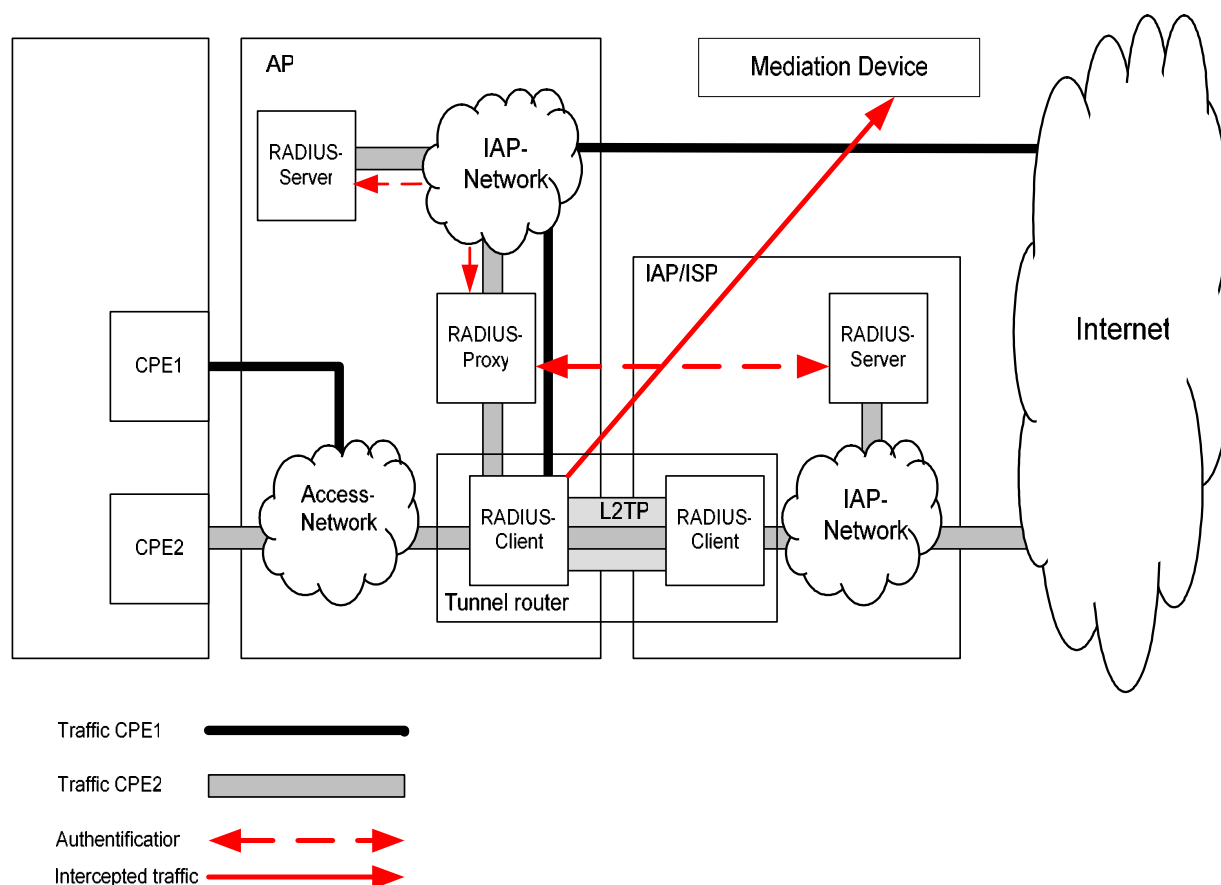 AP
Mediation Device
RADIUS-
Server
IAP-
Network
IAP/ISP
RADIUS-
Proxy
RADIUS-
Server
Internet
CPE1
Access-
Network
RADIUS-
Client
L2TP
RADIUS-
Client
IAP-
Network
CPE2
Tunnel router
Traffic CPE1
Traffic CPE2
Authentification
Intercepted traffic